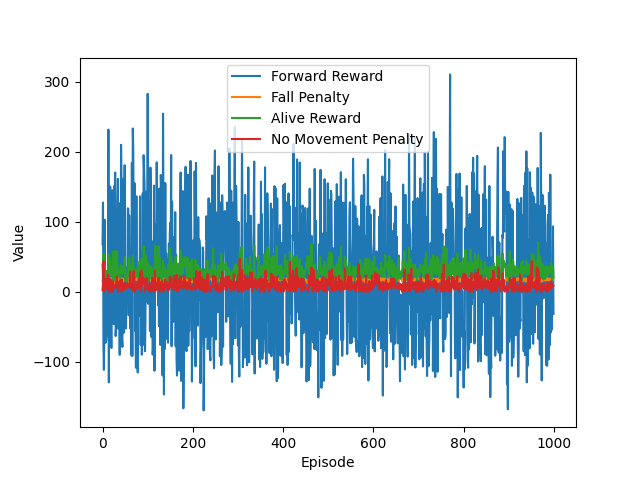 Forward Reward
Fall Penalty
Alive Reward
No Movement Penalty
300
200
100
0
−100
Value
0
200
400
600
800
1000
Episode